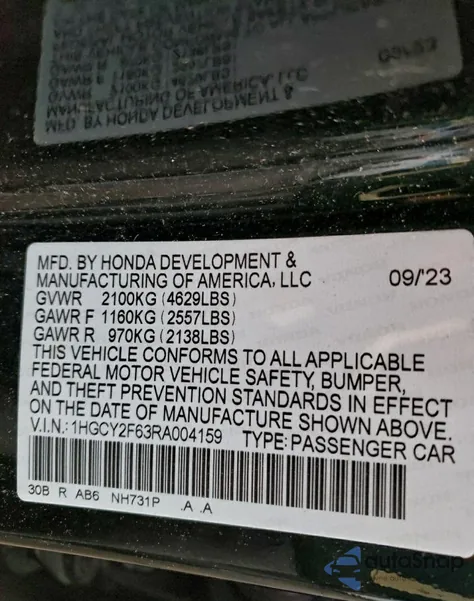 MFD. BY HONDA DEVELOPMENT &
MANUFACTURING OF AMERICA, LLC 09/'23
GVWR 2100KG (4629LBS)
GAWR F 1160KG (2557LBS)
GAWR R 970KG (2138LBS)
THIS VEHICLE CONFORMS TO ALL APPLICABLE
FEDERAL MOTOR VEHICLE SAFETY, BUMPER,
AND THEFT PREVENTION STANDARDS IN EFFECT
ON THE DATE OF MANUFACTURE SHOWN ABOVE.
V.I.N: 1HGCY2F63RA004159 TYPE: PASSENGER CAR
30B R AB6 NH731P .A .A
autoSnap